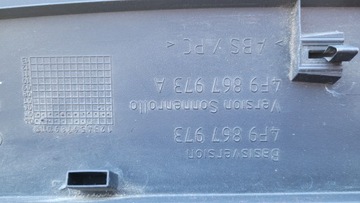 Basisversion
4F9 867 973
Version Sonnenrollo
4F9 867 973 A
> ABS / PC <